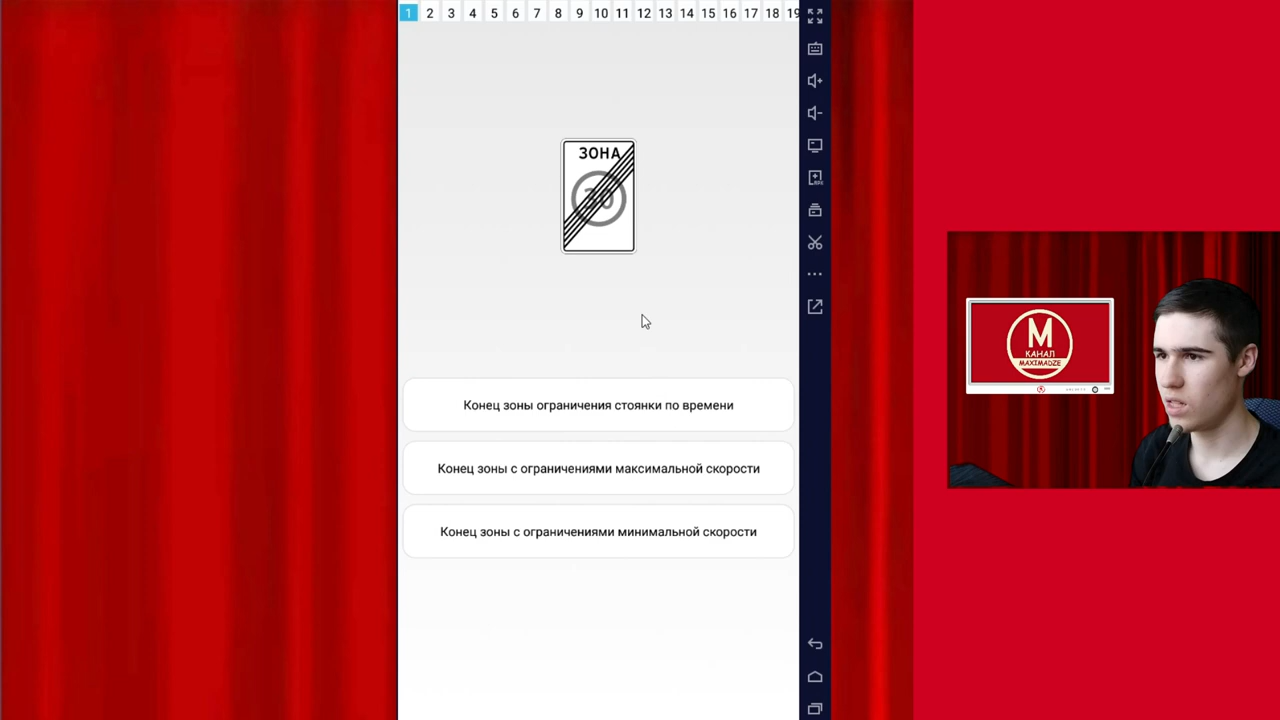 1 2 3 4 5 6 7 8 9 10 11 12 13 14 15 16 17 18 19
ЗОНА
30
Конец зоны ограничения стоянки по времени
Конец зоны с ограничениями максимальной скорости
Конец зоны с ограничениями минимальной скорости
М
КАНАЛ
MAXIMADZE